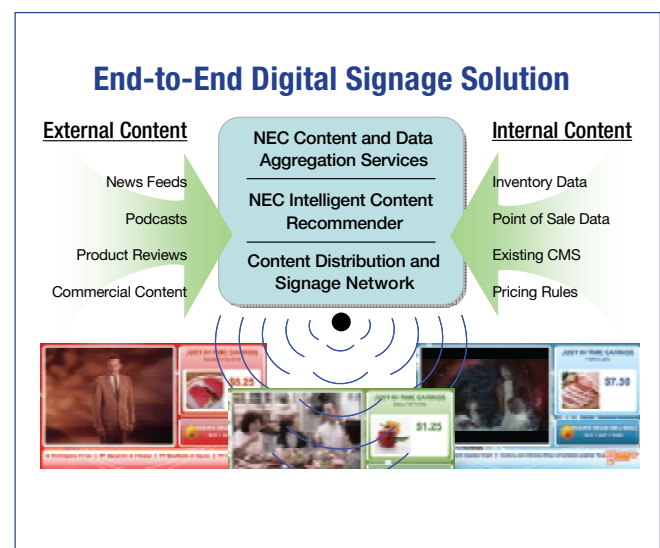 End-to-End Digital Signage Solution
External Content
News Feeds
Podcasts
Product Reviews
Commercial Content
NEC Content and Data
Aggregation Services
NEC Intelligent Content
Recommender
Content Distribution and
Signage Network
Internal Content
Inventory Data
Point of Sale Data
Existing CMS
Pricing Rules
JUST IN TIME SAVINGS
$5.25
JUST IN TIME SAVINGS
$1.25
JUST IN TIME SAVINGS
$7.50